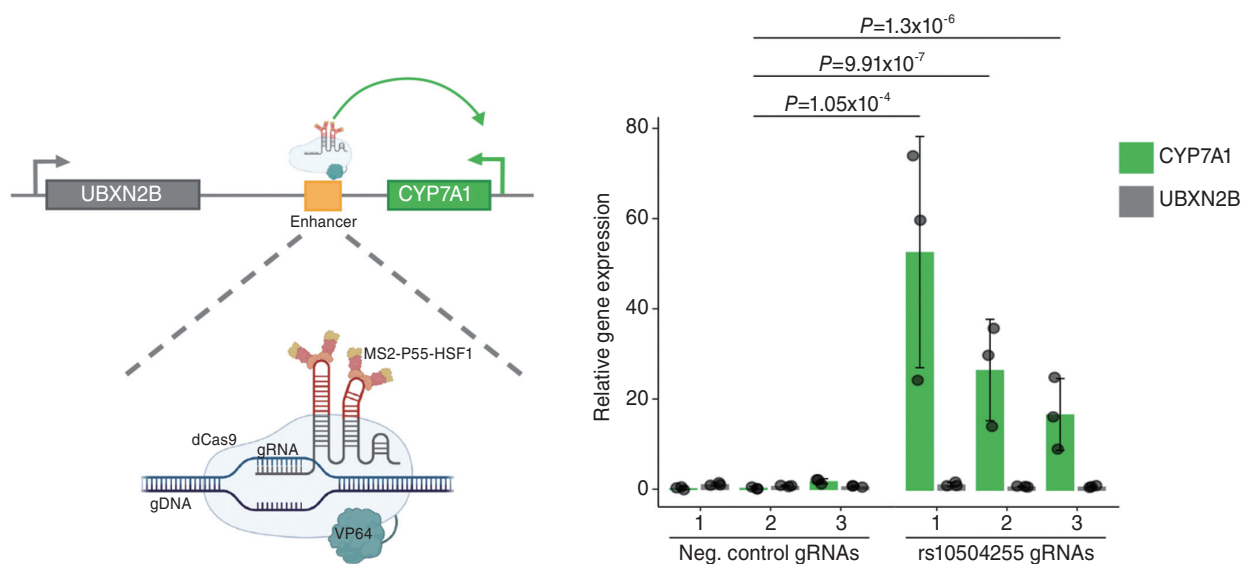 UBXN2B
CYP7A1
Enhancer
MS2-P55-HSF1
dCas9
gRNA
gDNA
VP64
P=1.3x10⁻⁶
P=9.91x10⁻⁷
P=1.05x10⁻⁴
Relative gene expression
80
60
40
20
0
1 2 3 1 2 3
Neg. control gRNAs rs10504255 gRNAs
CYP7A1
UBXN2B